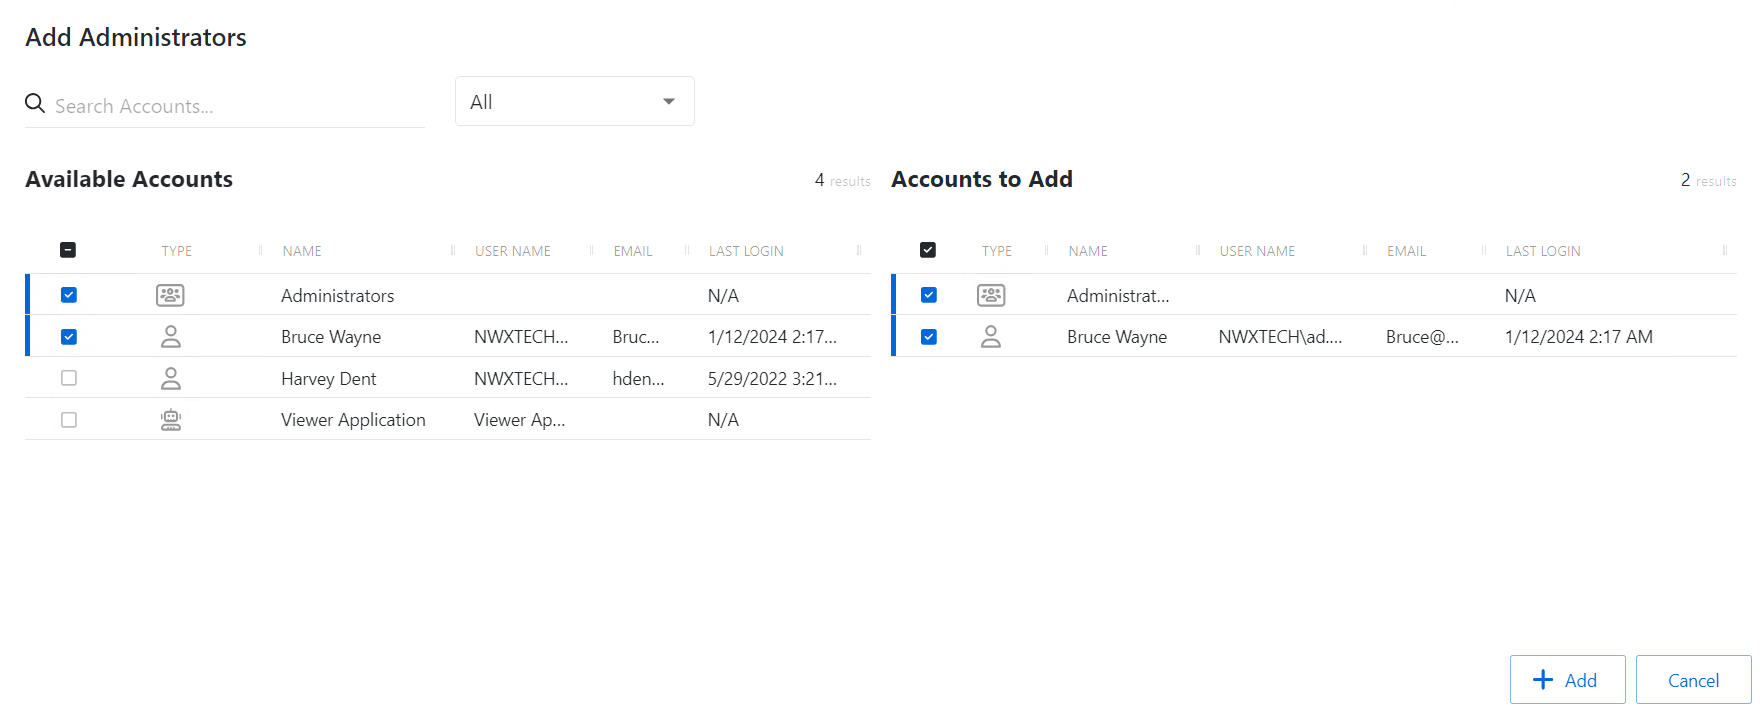 Add Administrators
Search Accounts...
All
Available Accounts 4 results
Accounts to Add 2 results
TYPE NAME USER NAME EMAIL LAST LOGIN
Administrators N/A
Bruce Wayne NWXTECH... Bruc... 1/12/2024 2:17...
Harvey Dent NWXTECH... hden... 5/29/2022 3:21...
Viewer Application Viewer Ap... N/A
TYPE NAME USER NAME EMAIL LAST LOGIN
Administrat... N/A
Bruce Wayne NWXTECH\ad.... Bruce@... 1/12/2024 2:17 AM
Add
Cancel